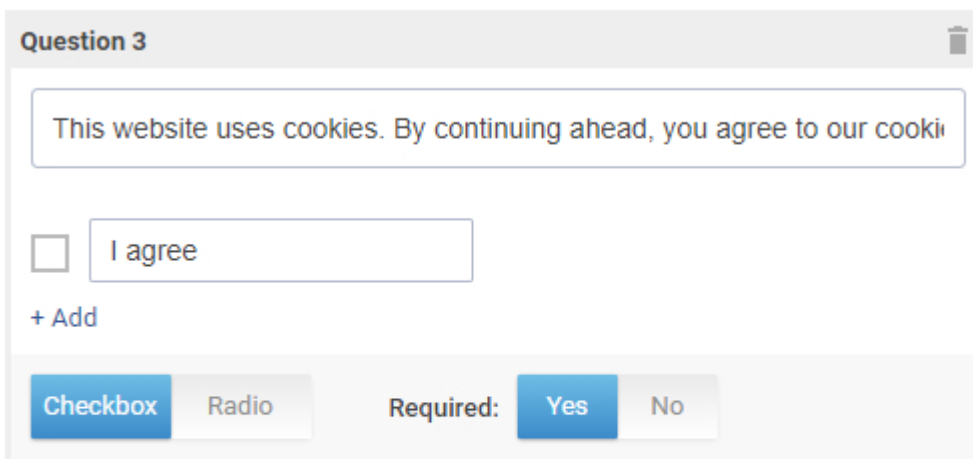 Question 3
This website uses cookies. By continuing ahead, you agree to our
I agree
+ Add
Checkbox Radio Required: Yes No